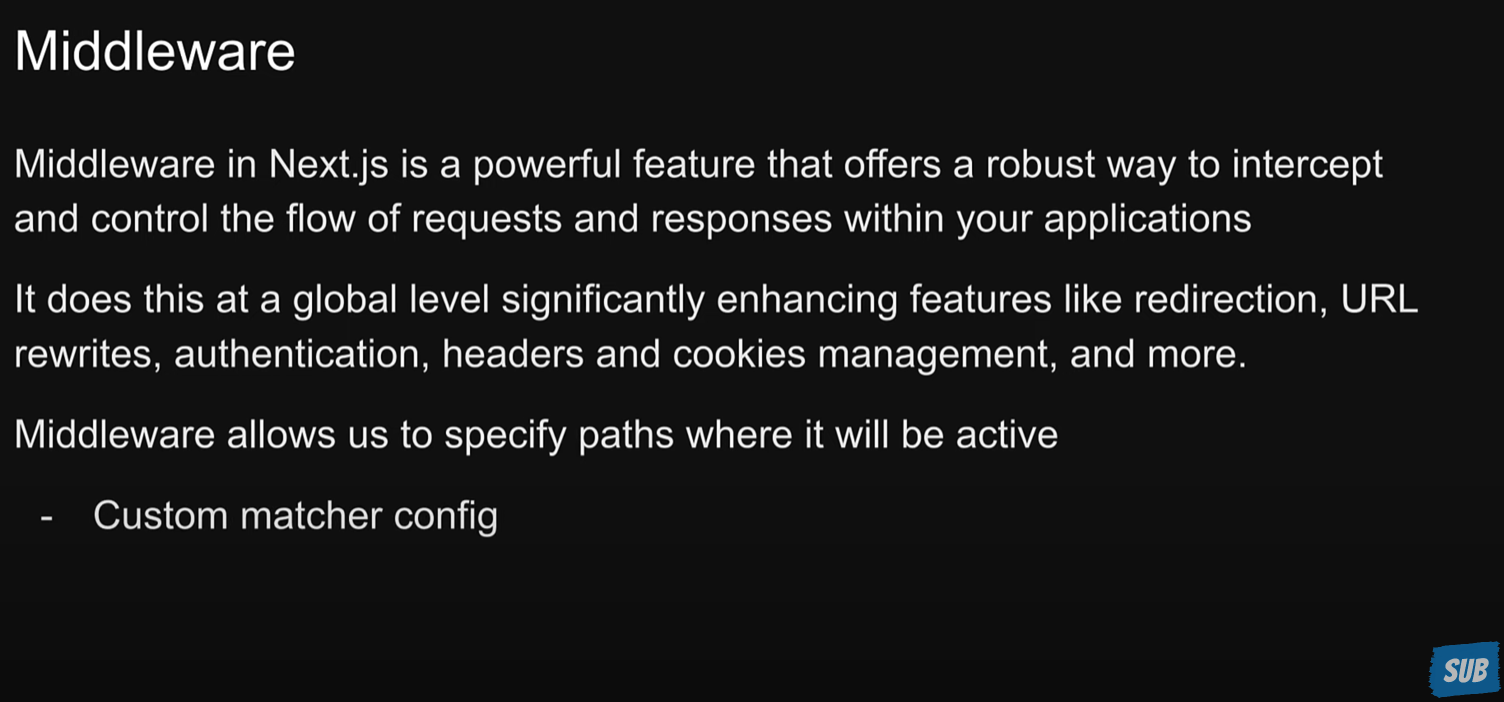 Middleware
Middleware in Next.js is a powerful feature that offers a robust way to intercept
and control the flow of requests and responses within your applications
It does this at a global level significantly enhancing features like redirection, URL
rewrites, authentication, headers and cookies management, and more.
Middleware allows us to specify paths where it will be active
- Custom matcher config
SUB